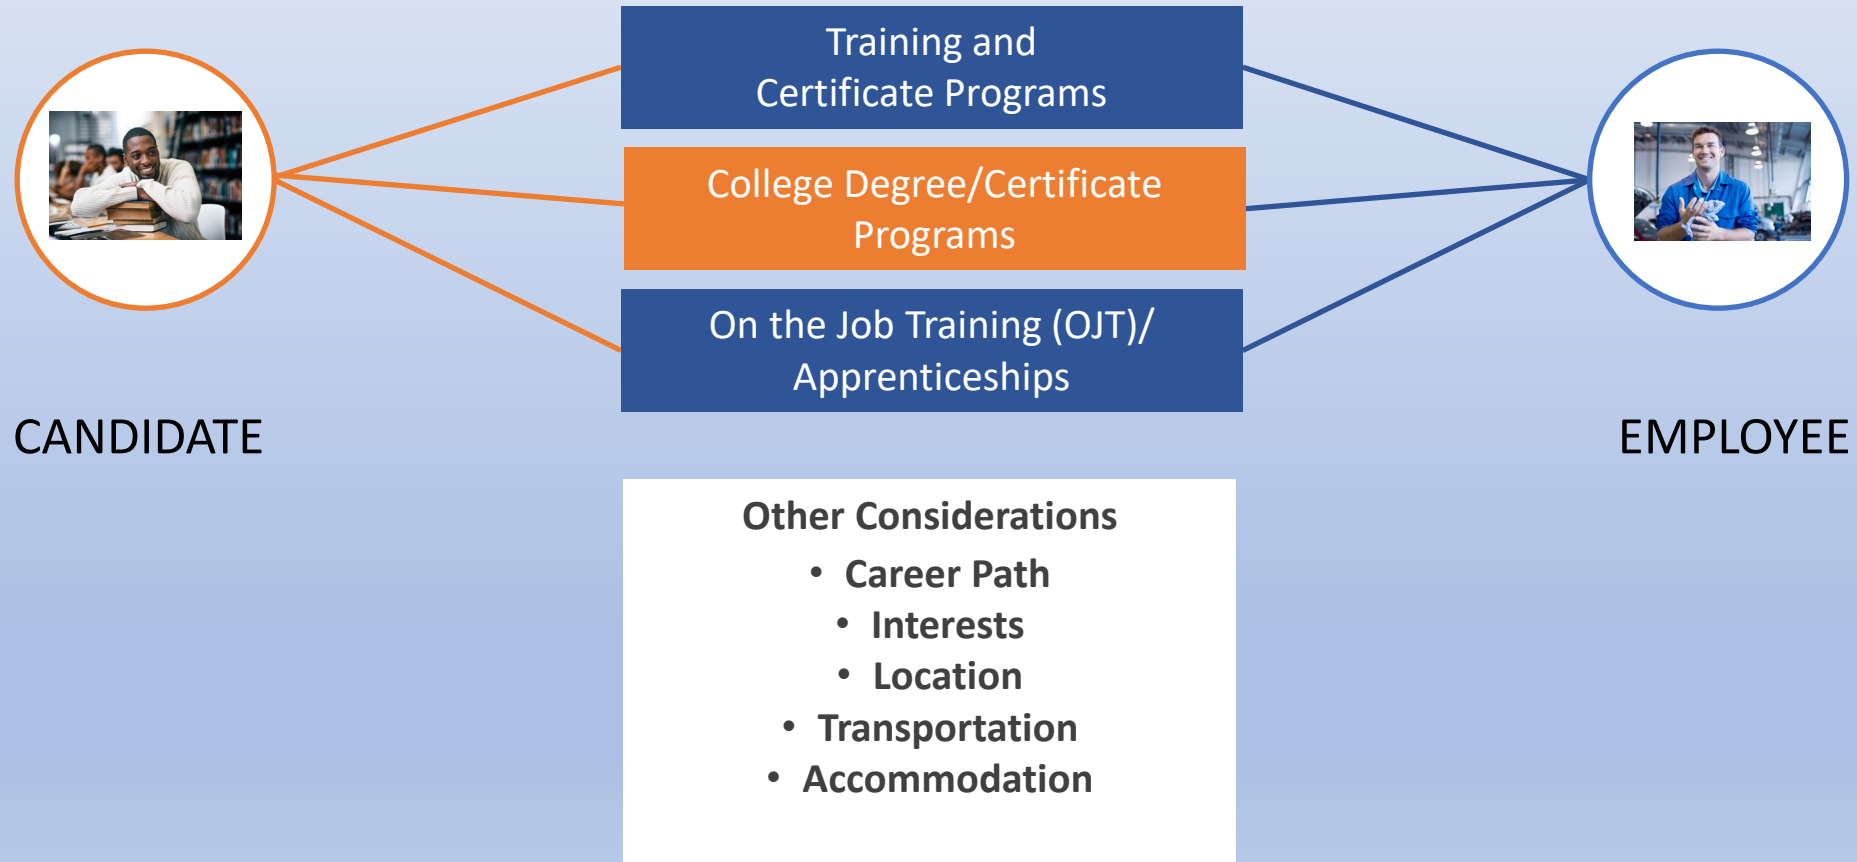 Training and
Certificate Programs
College Degree/Certificate
Programs
On the Job Training (OJT)/
Apprenticeships
CANDIDATE
EMPLOYEE
Other Considerations
• Career Path
• Interests
• Location
• Transportation
• Accommodation